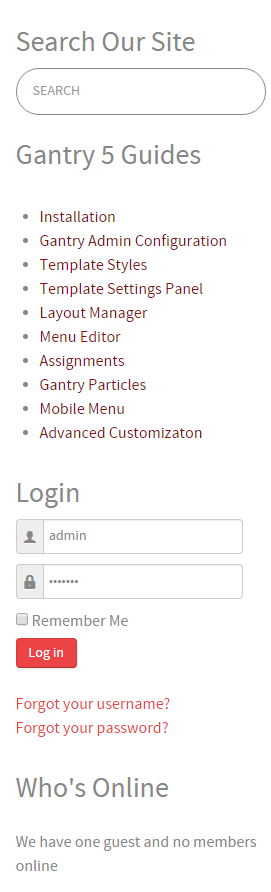 Search Our Site
SEARCH
Gantry 5 Guides
Installation
Gantry Admin Configuration
Template Styles
Template Settings Panel
Layout Manager
Menu Editor
Assignments
Gantry Particles
Mobile Menu
Advanced Customizaton
Login
admin
•••••••
Remember Me
Log in
Forgot your username?
Forgot your password?
Who's Online
We have one guest and no members
online